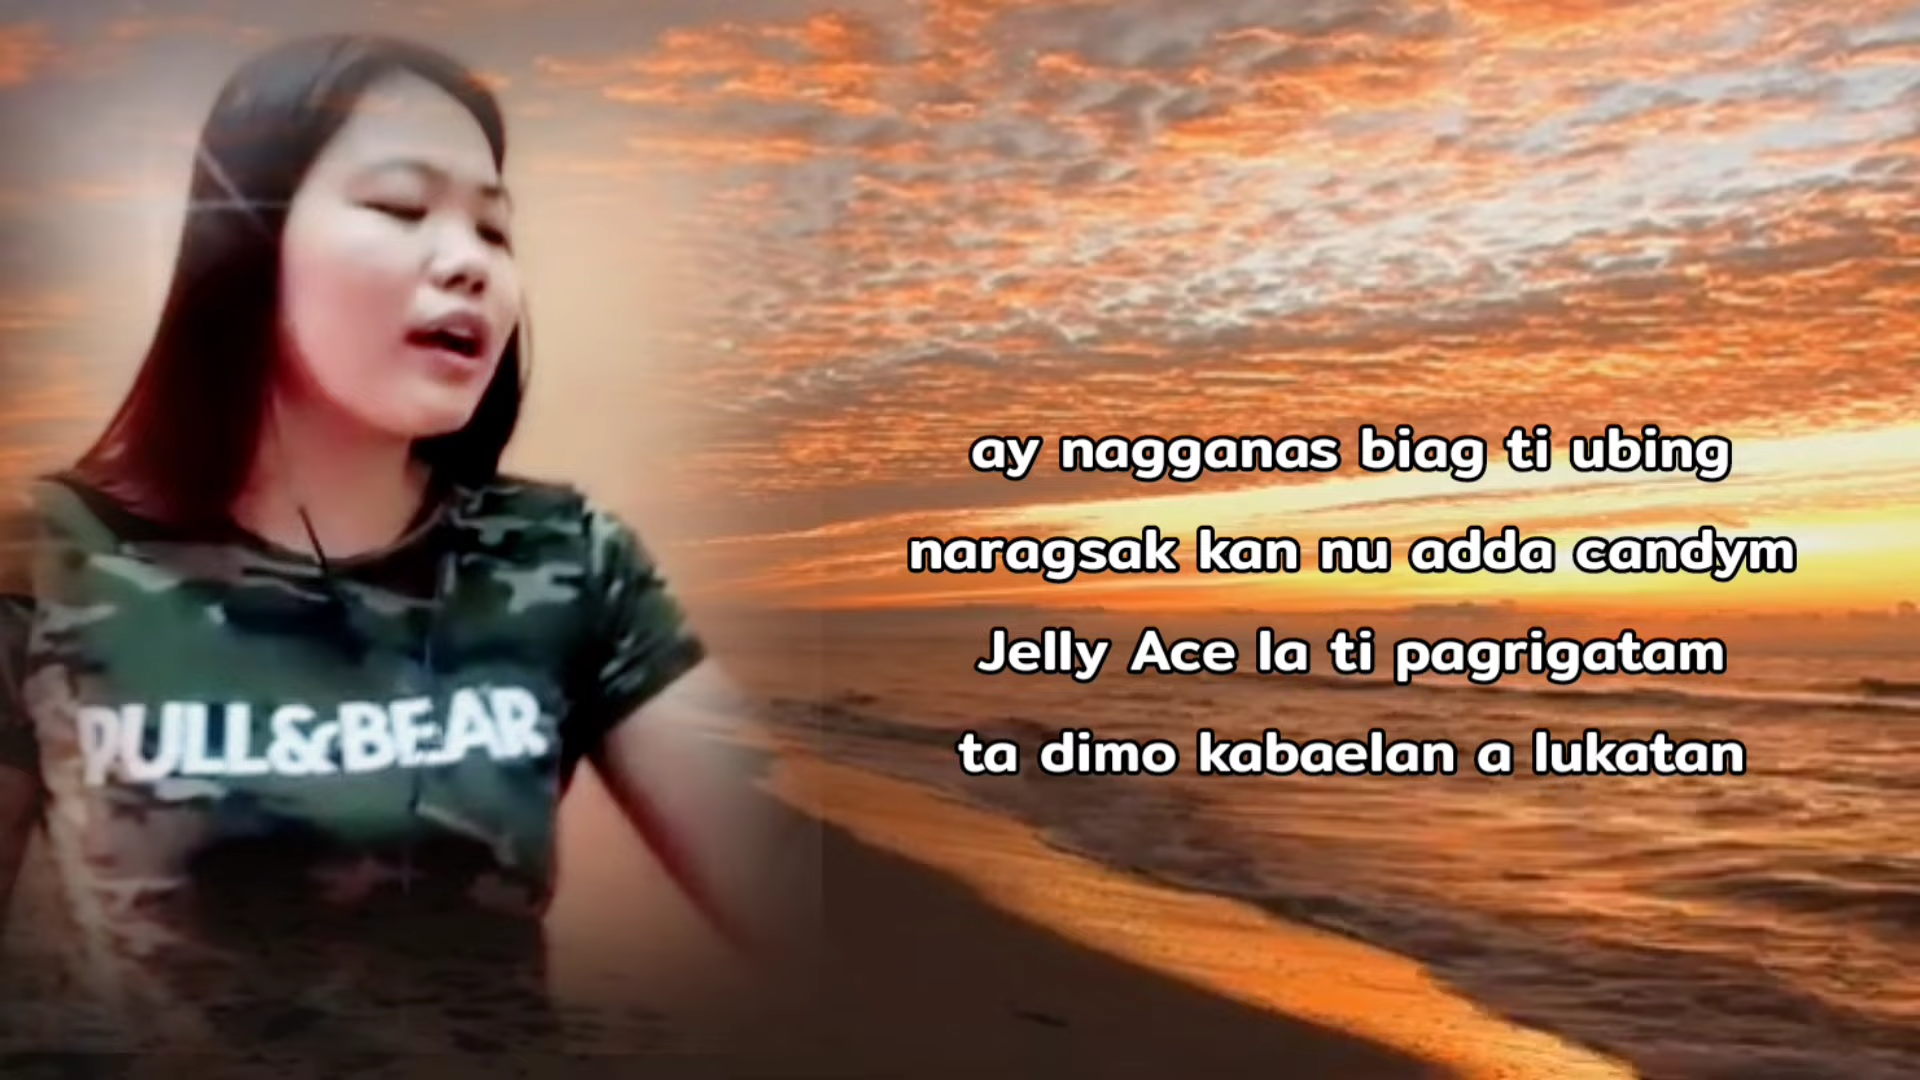 ay nagganas biag ti ubing
naragsak kan nu adda candym
Jelly Ace la ti pagrigatam
ta dimo kabaelan a lukatan
PULL&BEAR